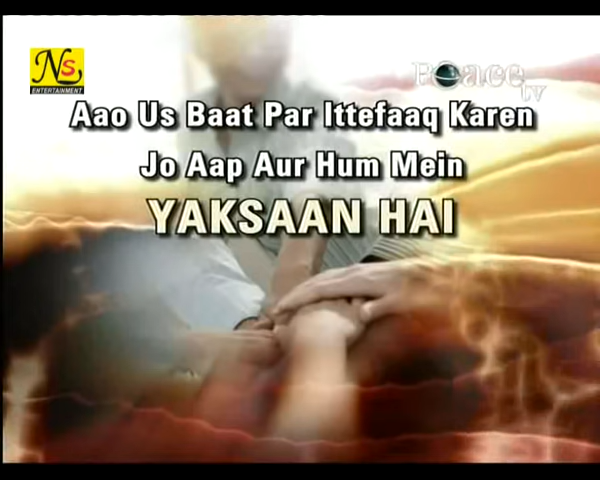 Ns
ENTERTAINMENT
Peace
tv
Aao Us Baat Par Ittefaaq Karen
Jo Aap Aur Hum Mein
YAKSAAN HAI